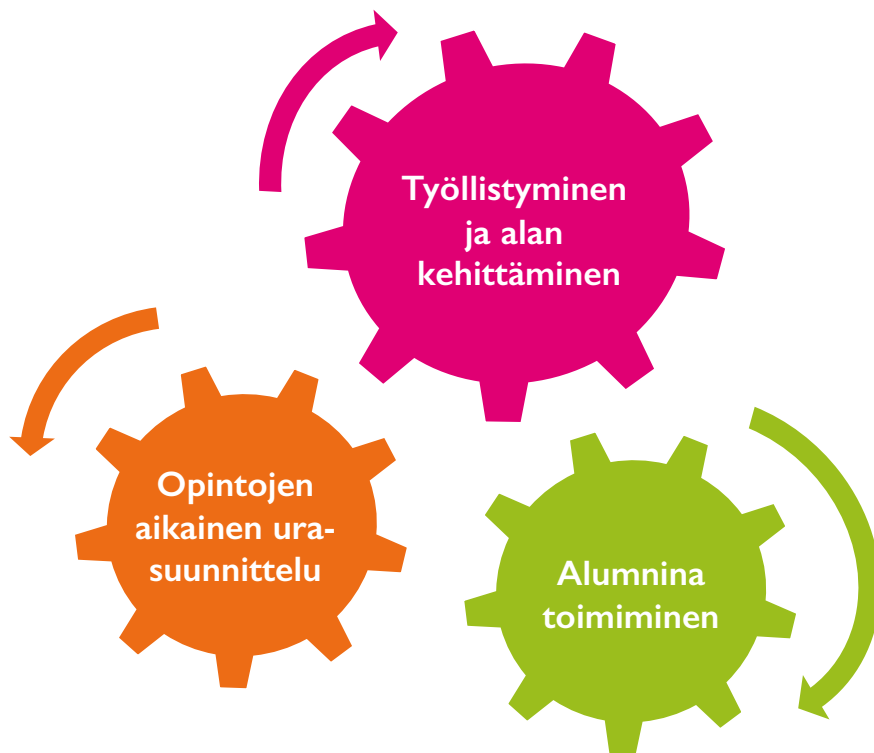 Työllistyminen
ja alan
kehittäminen
Opintojen
aikainen ura-
suunnittelu
Alumnina
toimiminen